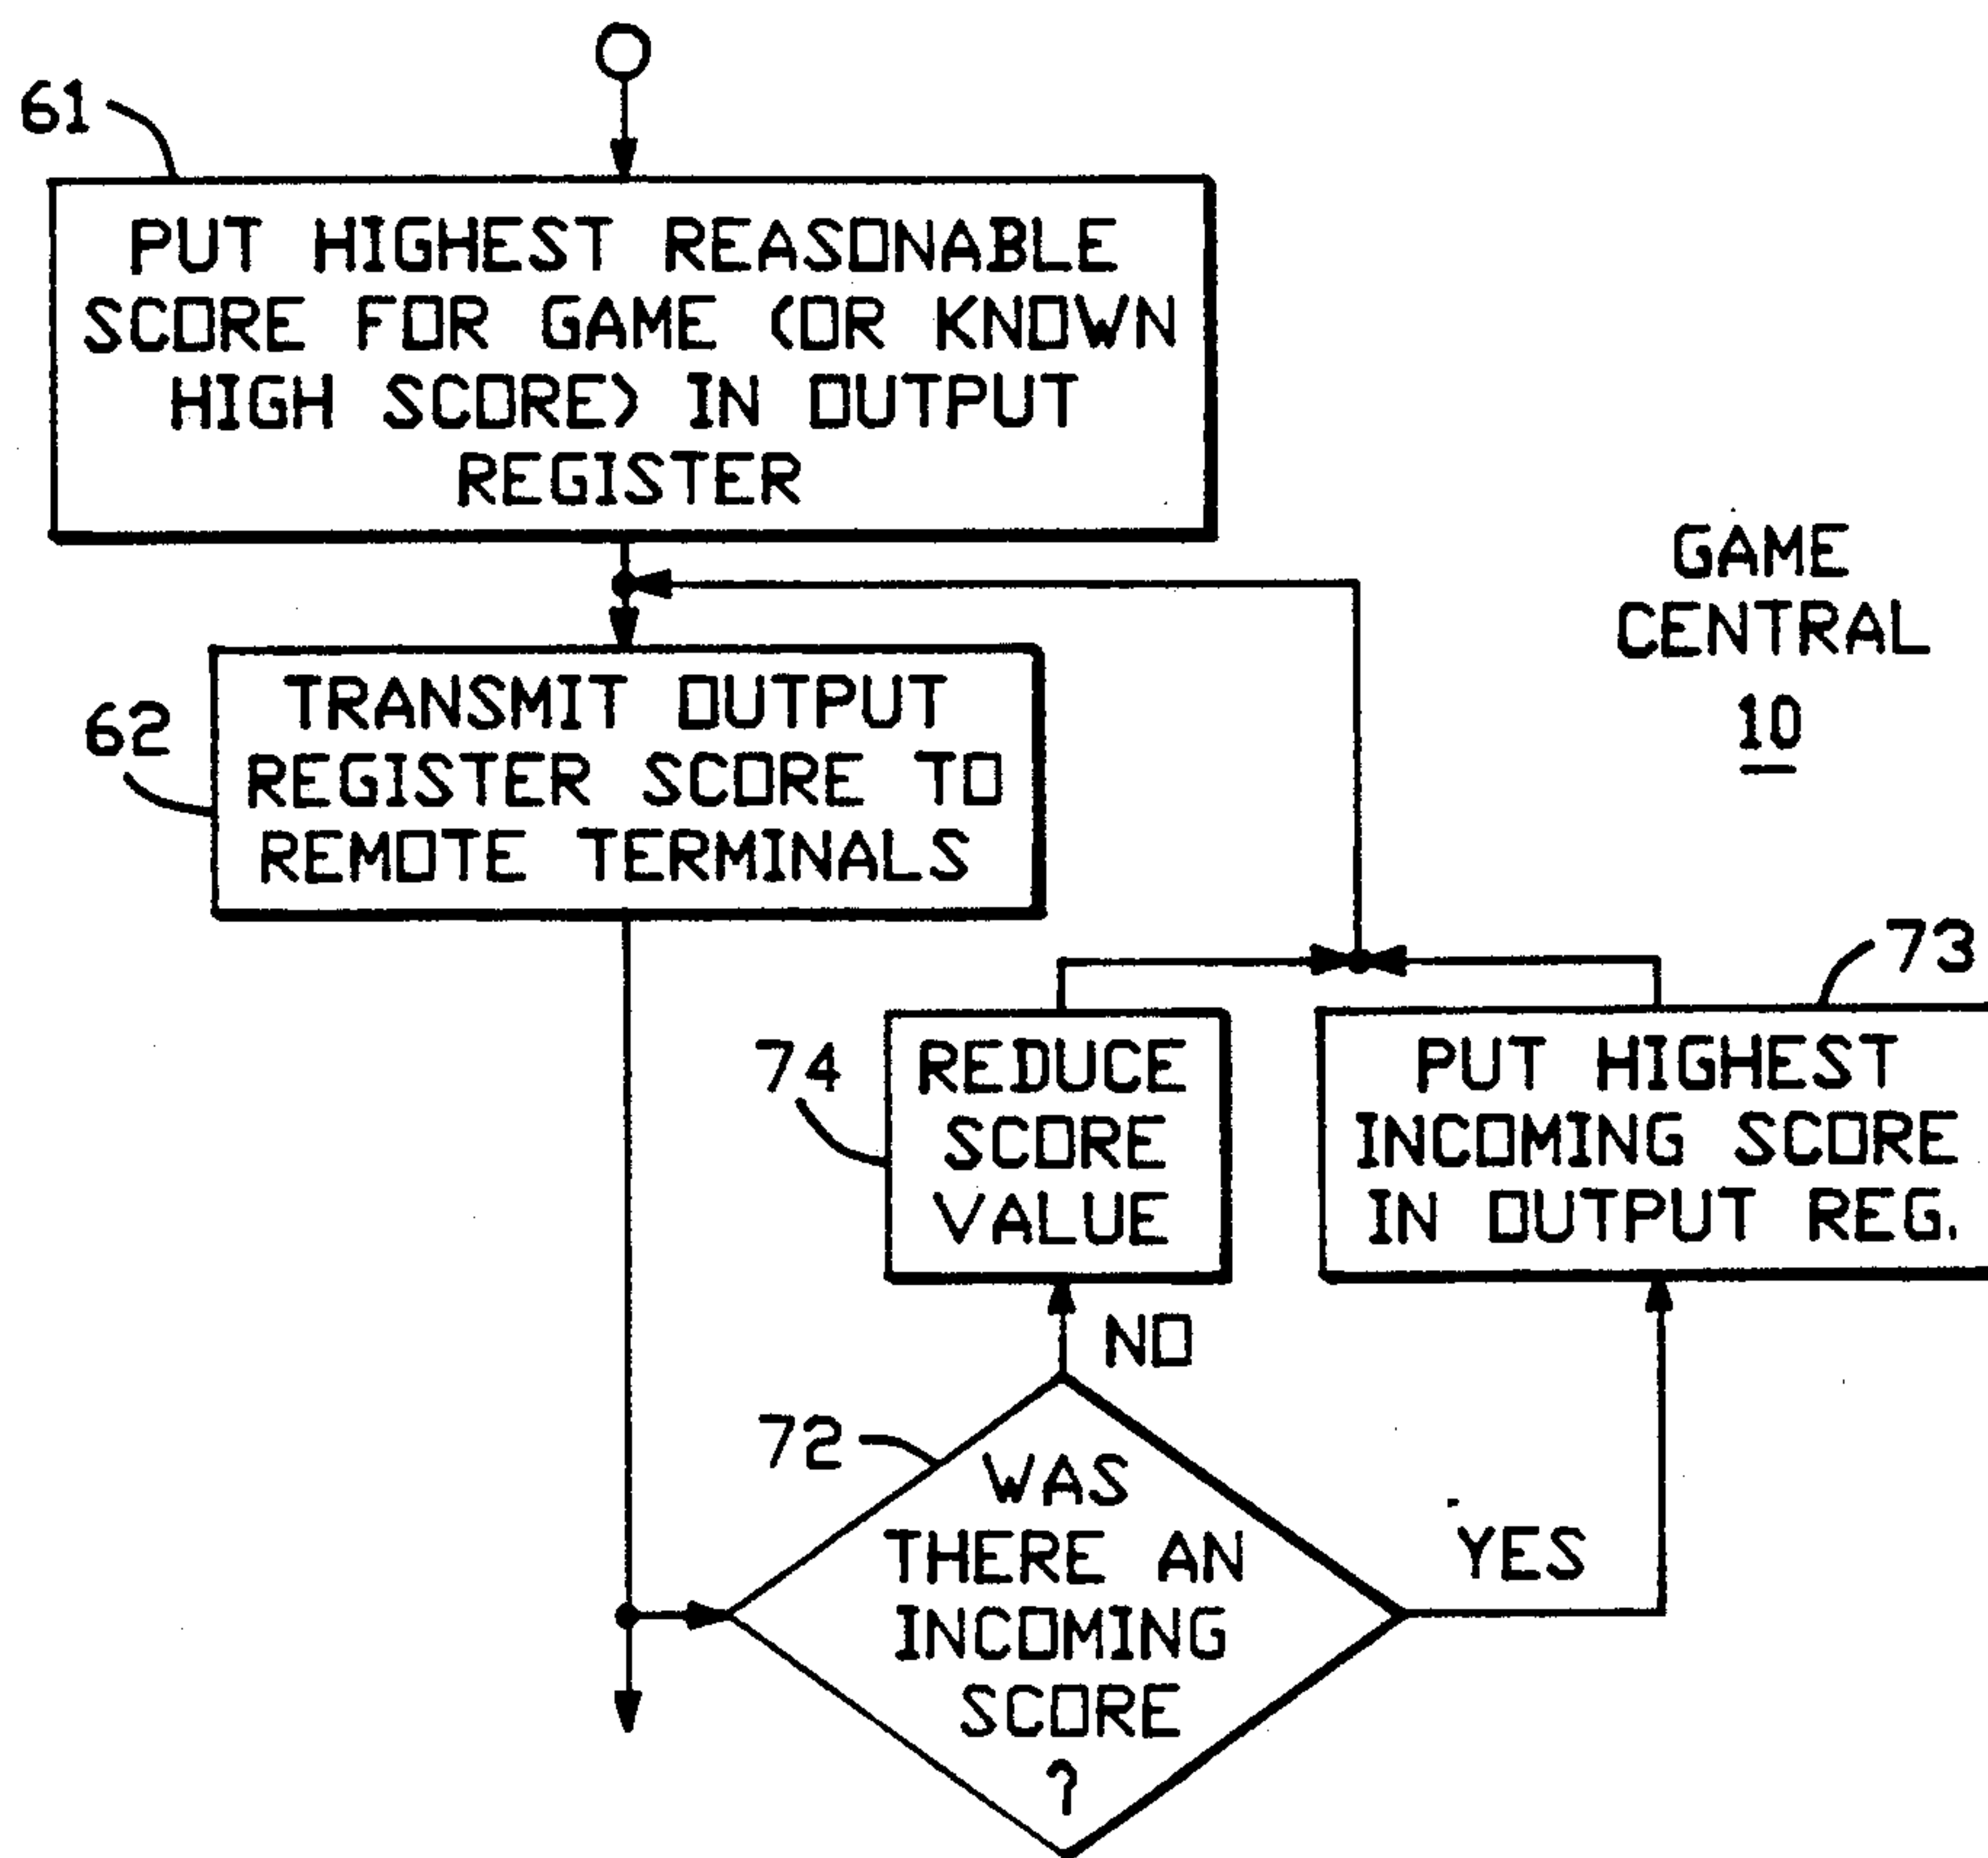 61
PUT HIGHEST REASONABLE
SCORE FOR GAME (OR KNOWN
HIGH SCORE) IN OUTPUT
REGISTER
GAME
CENTRAL
10
62
TRANSMIT OUTPUT
REGISTER SCORE TO
REMOTE TERMINALS
73
74
REDUCE
SCORE
VALUE
PUT HIGHEST
INCOMING SCORE
IN OUTPUT REG.
NO
72
WAS
THERE AN
INCOMING
SCORE
?
YES